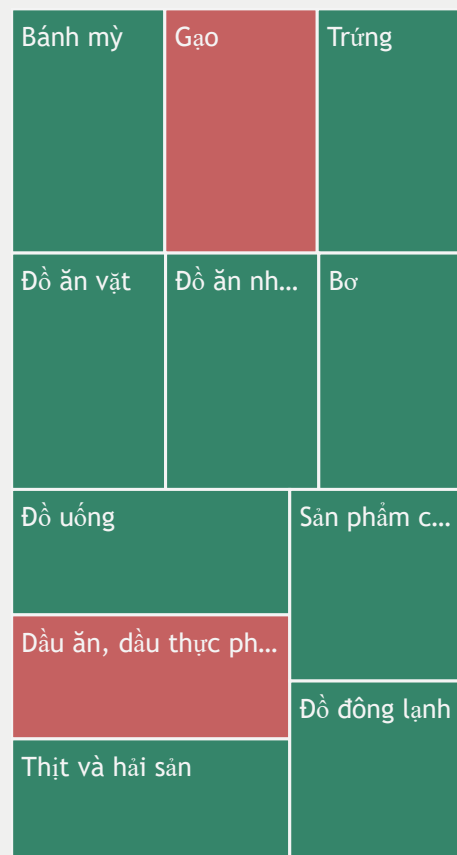 Bánh mỳ
Gạo
Trứng
Đồ ăn vặt
Đồ ăn nh...
Bơ
Đồ uống
Sản phẩm c...
Dầu ăn, dầu thực ph...
Đồ đông lạnh
Thịt và hải sản